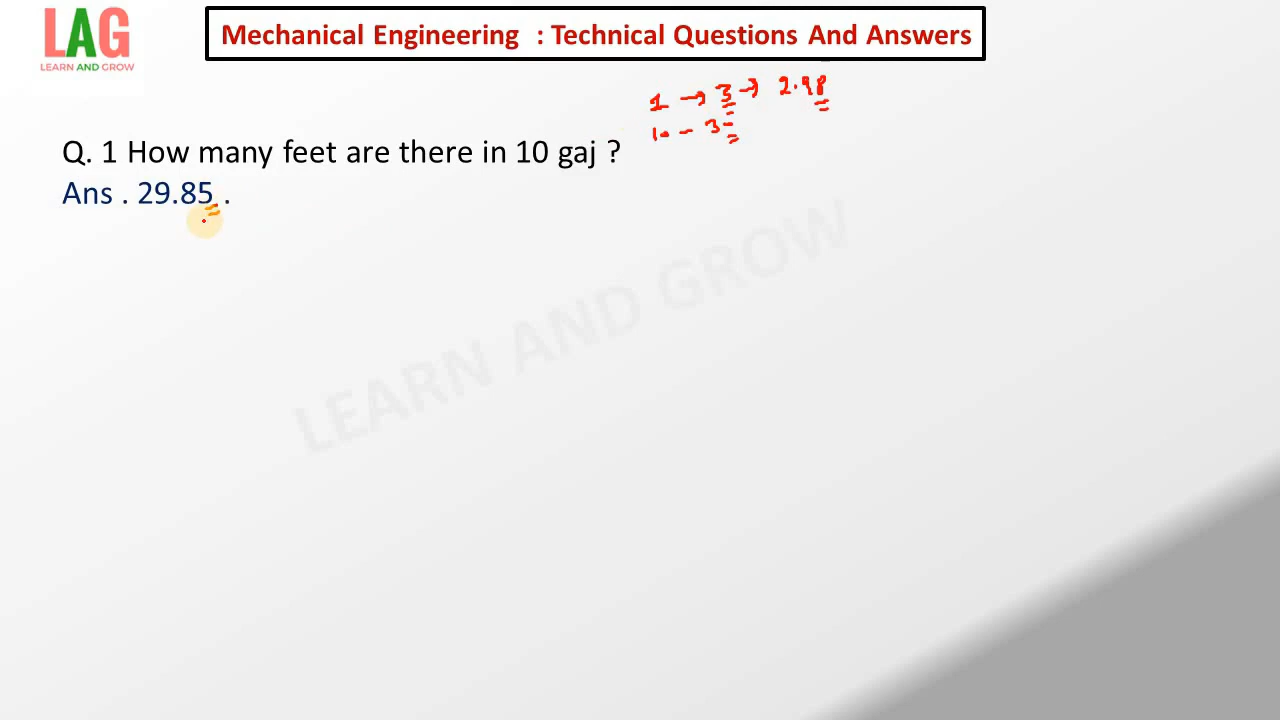 LAG
LEARN AND GROW
Mechanical Engineering : Technical Questions And Answers
1 → 3 → 2.98
10 - 3
Q. 1 How many feet are there in 10 gaj ?
Ans . 29.85 .
LEARN AND GROW